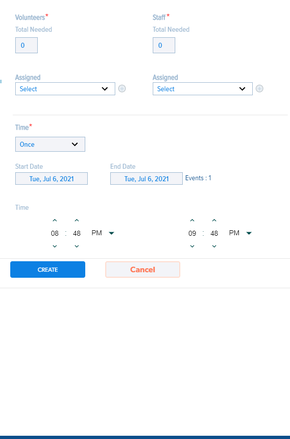 Volunteers* Staff*
Total Needed Total Needed
0 0
Assigned Assigned
Select Select
Time*
Once
Start Date End Date
Tue, Jul 6, 2021 Tue, Jul 6, 2021 Events : 1
Time
08 : 48 PM 09 : 48 PM
CREATE Cancel